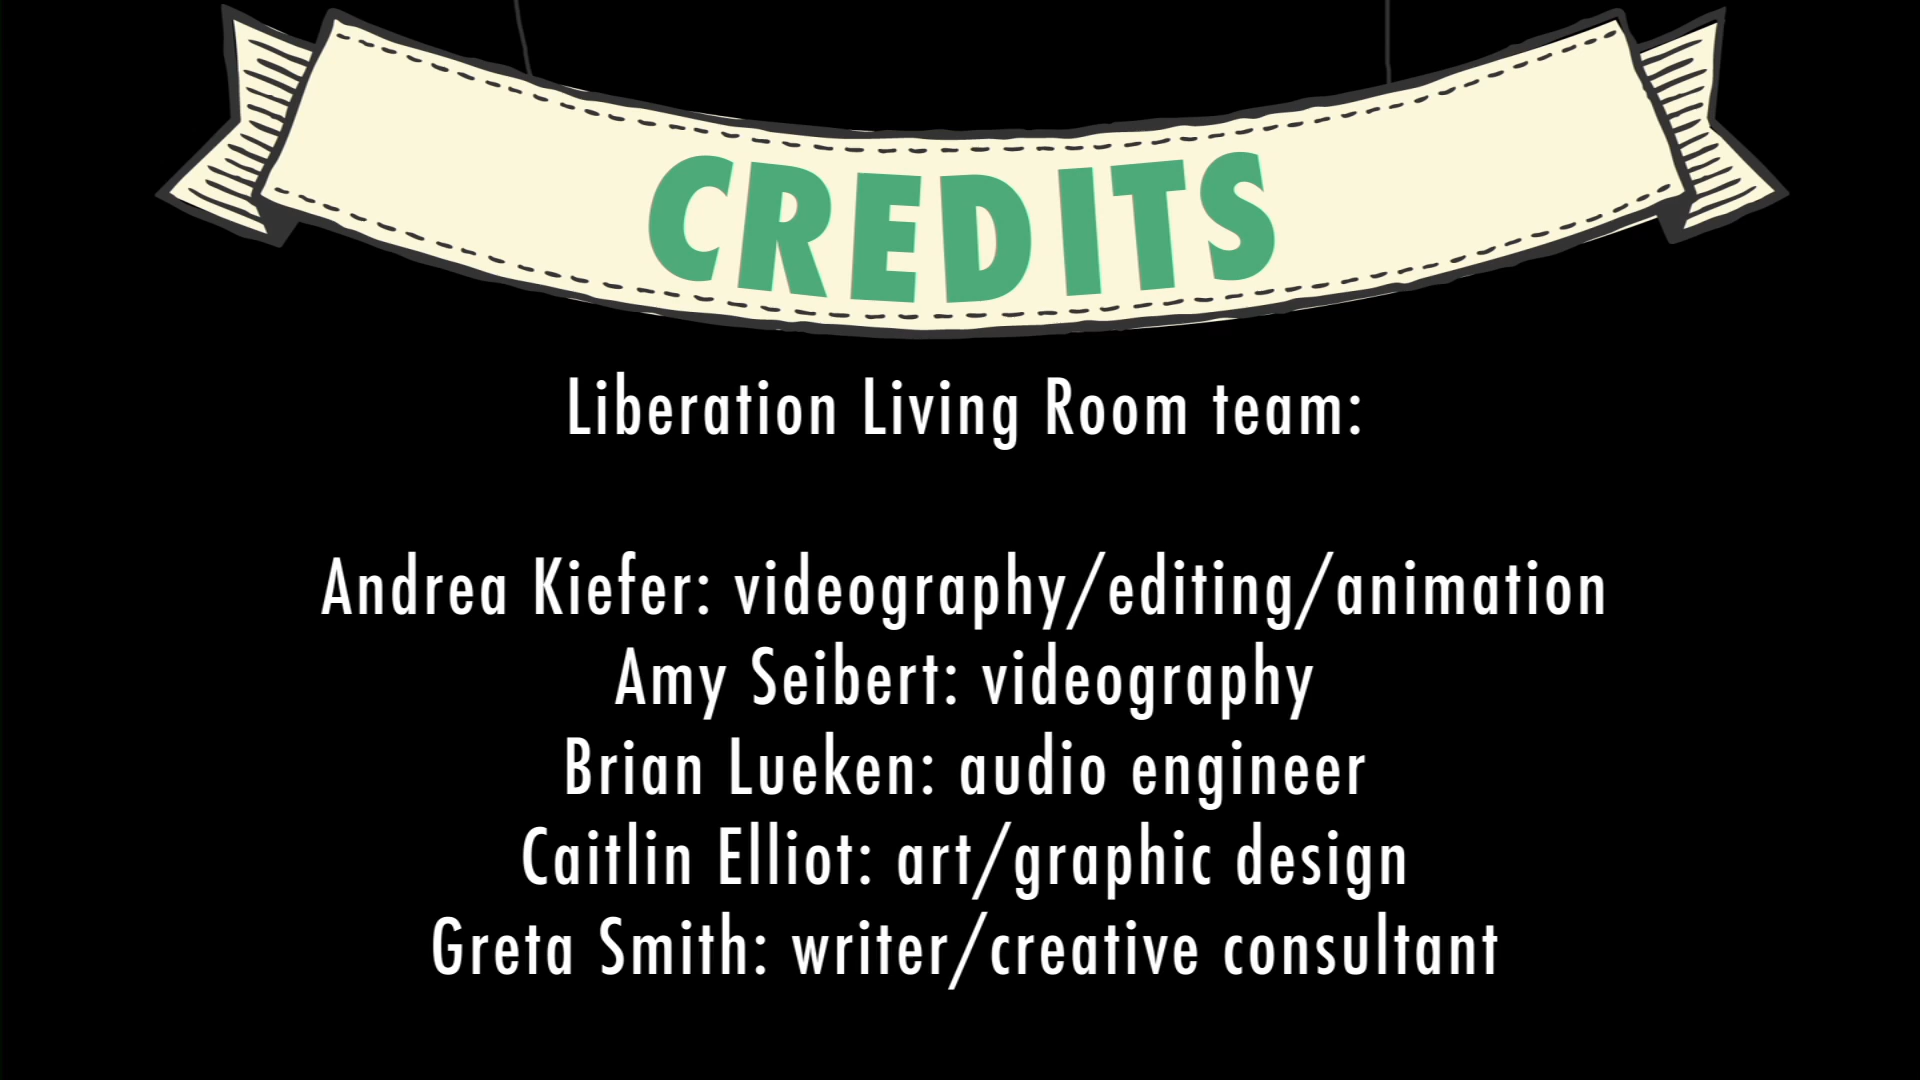 CREDITS
Liberation Living Room team:
Andrea Kiefer: videography/editing/animation
Amy Seibert: videography
Brian Lueken: audio engineer
Caitlin Elliot: art/graphic design
Greta Smith: writer/creative consultant